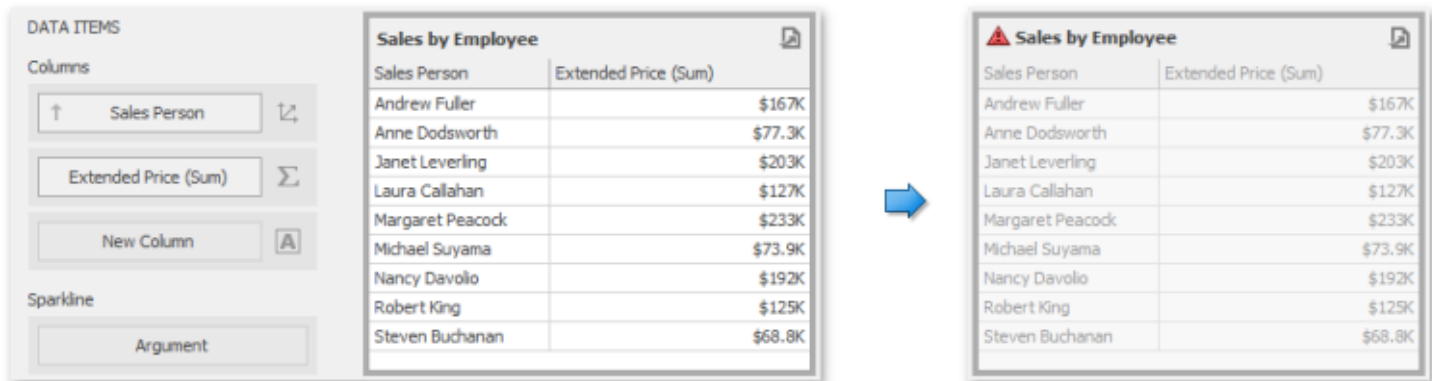 DATA ITEMS
Columns
Sales Person
Extended Price (Sum)
New Column
A
Sparkline
Argument
Sales by Employee
Sales Person Extended Price (Sum)
Andrew Fuller $167K
Anne Dodsworth $77.3K
Janet Leverling $203K
Laura Callahan $127K
Margaret Peacock $233K
Michael Suyama $73.9K
Nancy Davolio $192K
Robert King $125K
Steven Buchanan $68.8K
Sales by Employee
Sales Person Extended Price (Sum)
Andrew Fuller $167K
Anne Dodsworth $77.3K
Janet Leverling $203K
Laura Callahan $127K
Margaret Peacock $233K
Michael Suyama $73.9K
Nancy Davolio $192K
Robert King $125K
Steven Buchanan $68.8K